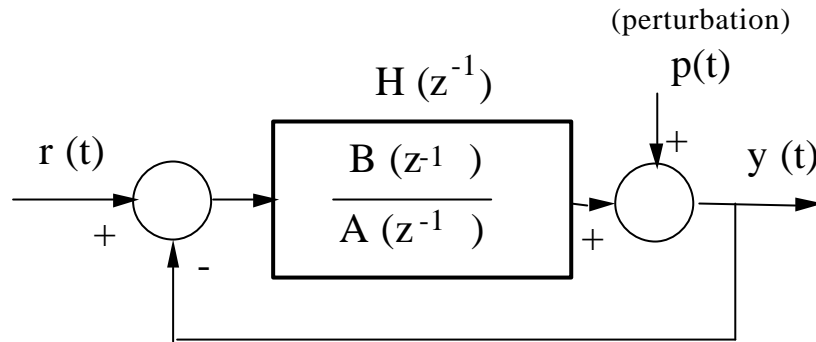 (perturbation)
p(t)
H (z⁻¹)
r (t)
B (z⁻¹ )
A (z⁻¹ )
y (t)
+
+
+
-